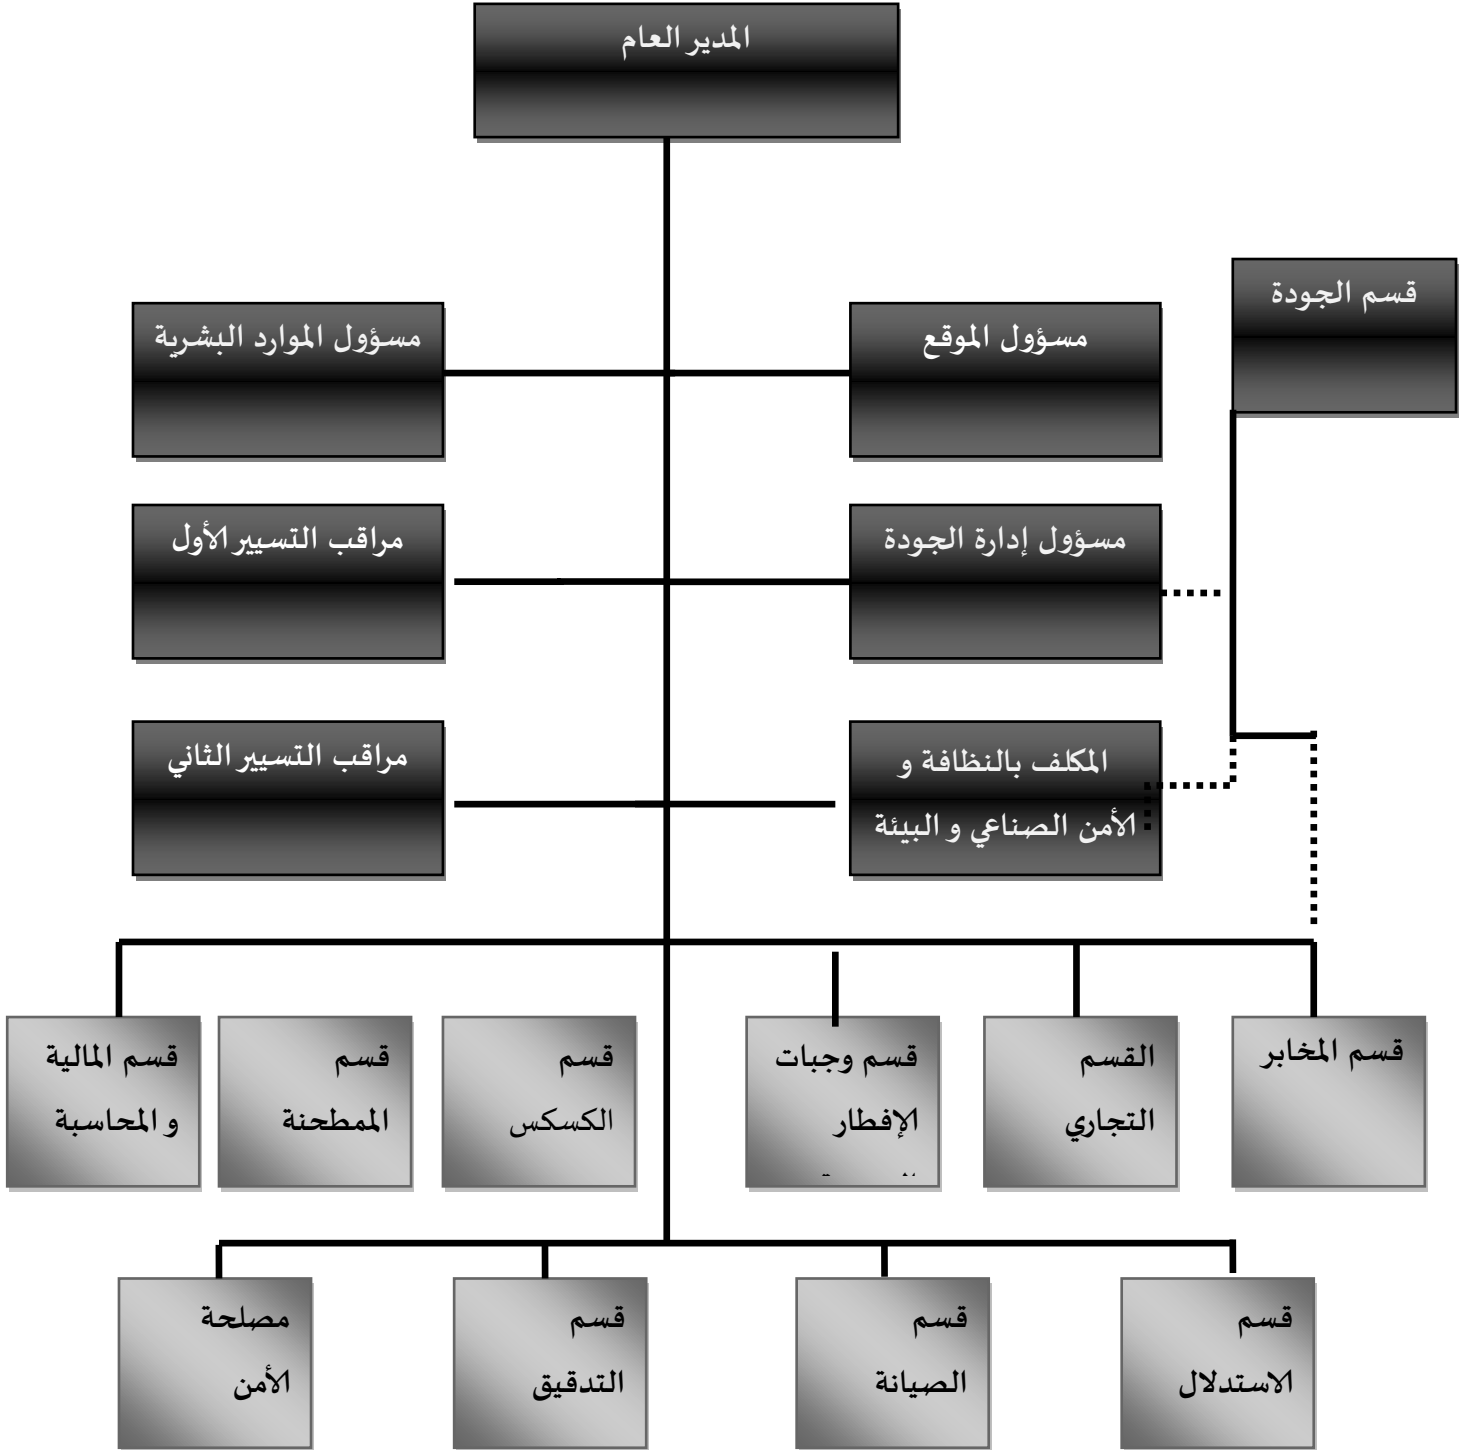 المدير العام
قسم الجودة
مسؤول الموقع
مسؤول الموارد البشرية
مسؤول إدارة الجودة
مراقب التسيير الأول
المكلف بالنظافة و
الأمن الصناعي و البيئة
مراقب التسيير الثاني
قسم المخابر
القسم
التجاري
قسم وجبات
الإفطار
قسم
الكسكس
قسم
الممطحنة
قسم المالية
و المحاسبة
قسم
الاستدلال
قسم
الصيانة
قسم
التدقيق
مصلحة
الأمن